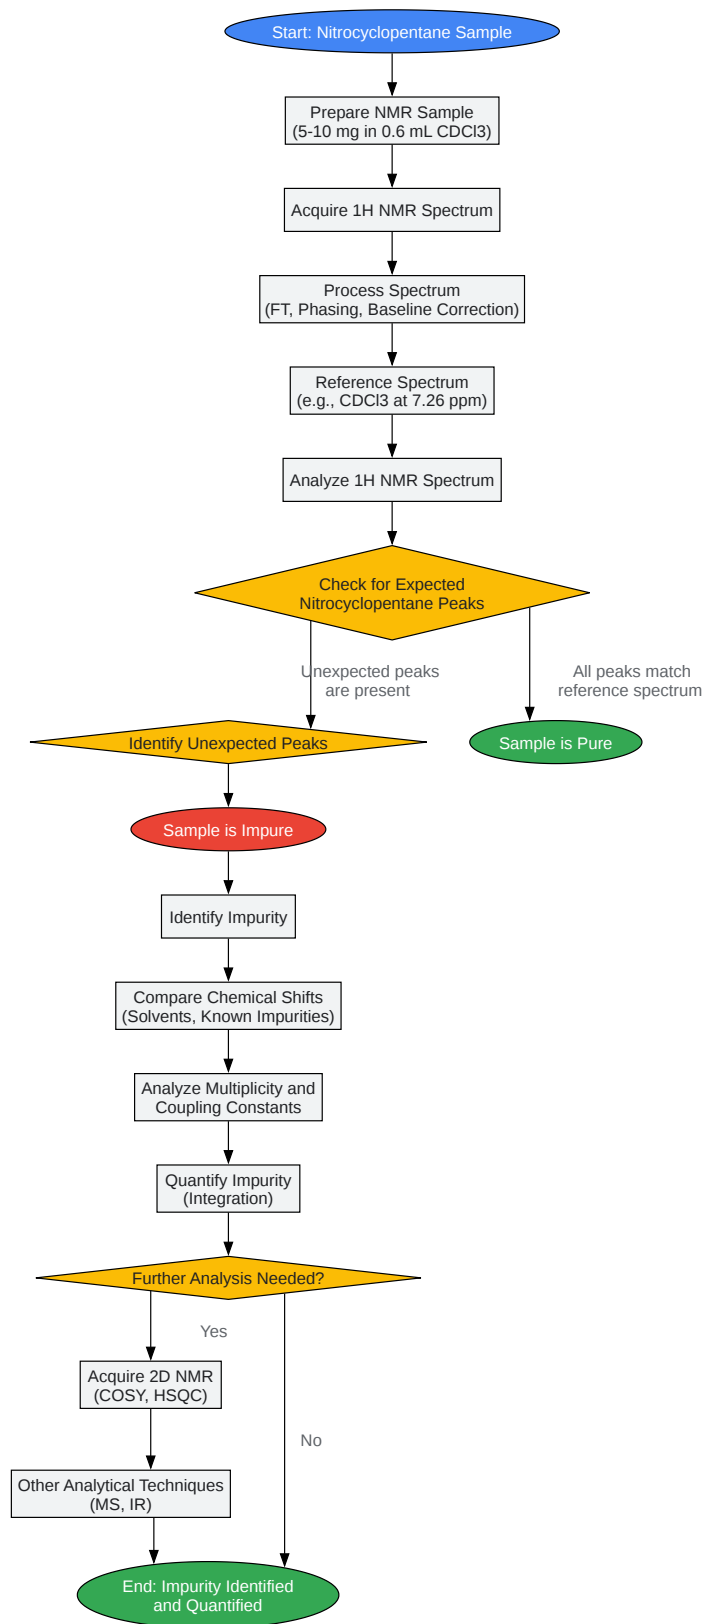 Start: Nitrocyclopentane Sample
Prepare NMR Sample
(5-10 mg in 0.6 mL CDCl3)
Acquire 1H NMR Spectrum
Process Spectrum
(FT, Phasing, Baseline Correction)
Reference Spectrum
(e.g., CDCl3 at 7.26 ppm)
Analyze 1H NMR Spectrum
Check for Expected
Nitrocyclopentane Peaks
Unexpected peaks
are present
All peaks match
reference spectrum
Identify Unexpected Peaks
Sample is Pure
Sample is Impure
Identify Impurity
Compare Chemical Shifts
(Solvents, Known Impurities)
Analyze Multiplicity and
Coupling Constants
Quantify Impurity
(Integration)
Further Analysis Needed?
Yes
Acquire 2D NMR
(COSY, HSQC)
No
Other Analytical Techniques
(MS, IR)
End: Impurity Identified
and Quantified